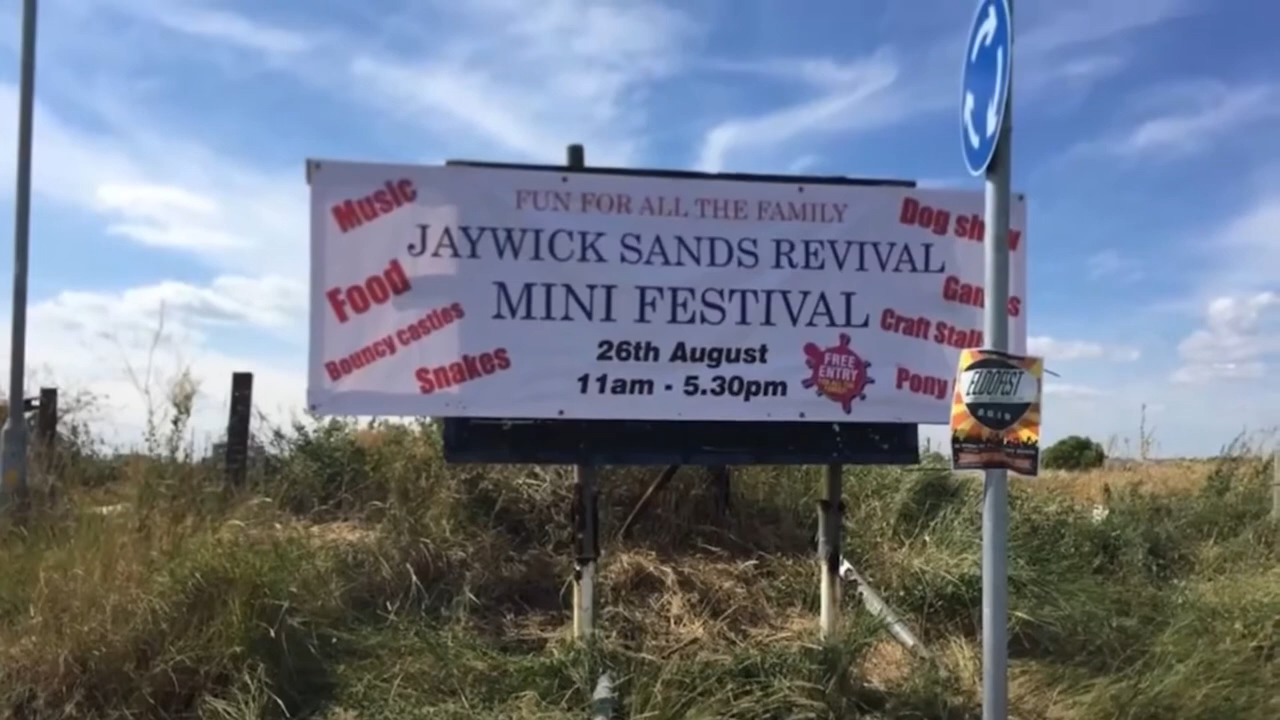 FUN FOR ALL THE FAMILY
JAYWICK SANDS REVIVAL
MINI FESTIVAL
26th August
11am - 5.30pm
Music
Food
Bouncy castles
Snakes
Dog show
Games
Craft Stall
Pony
FREE
ENTRY
ELDOFEST